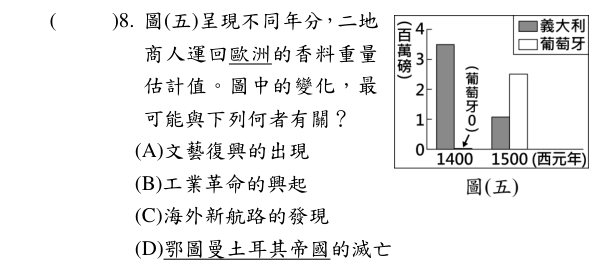 (　　)8. 圖(五)呈現不同年分，二地
商人運回歐洲的香料重量
估計值。圖中的變化，最
可能與下列何者有關？
(A)文藝復興的出現
(B)工業革命的興起
(C)海外新航路的發現
(D)鄂圖曼土耳其帝國的滅亡
(百萬磅)
4
3
2
1
0
義大利
葡萄牙
(葡萄牙0)
1400 1500 (西元年)
圖(五)